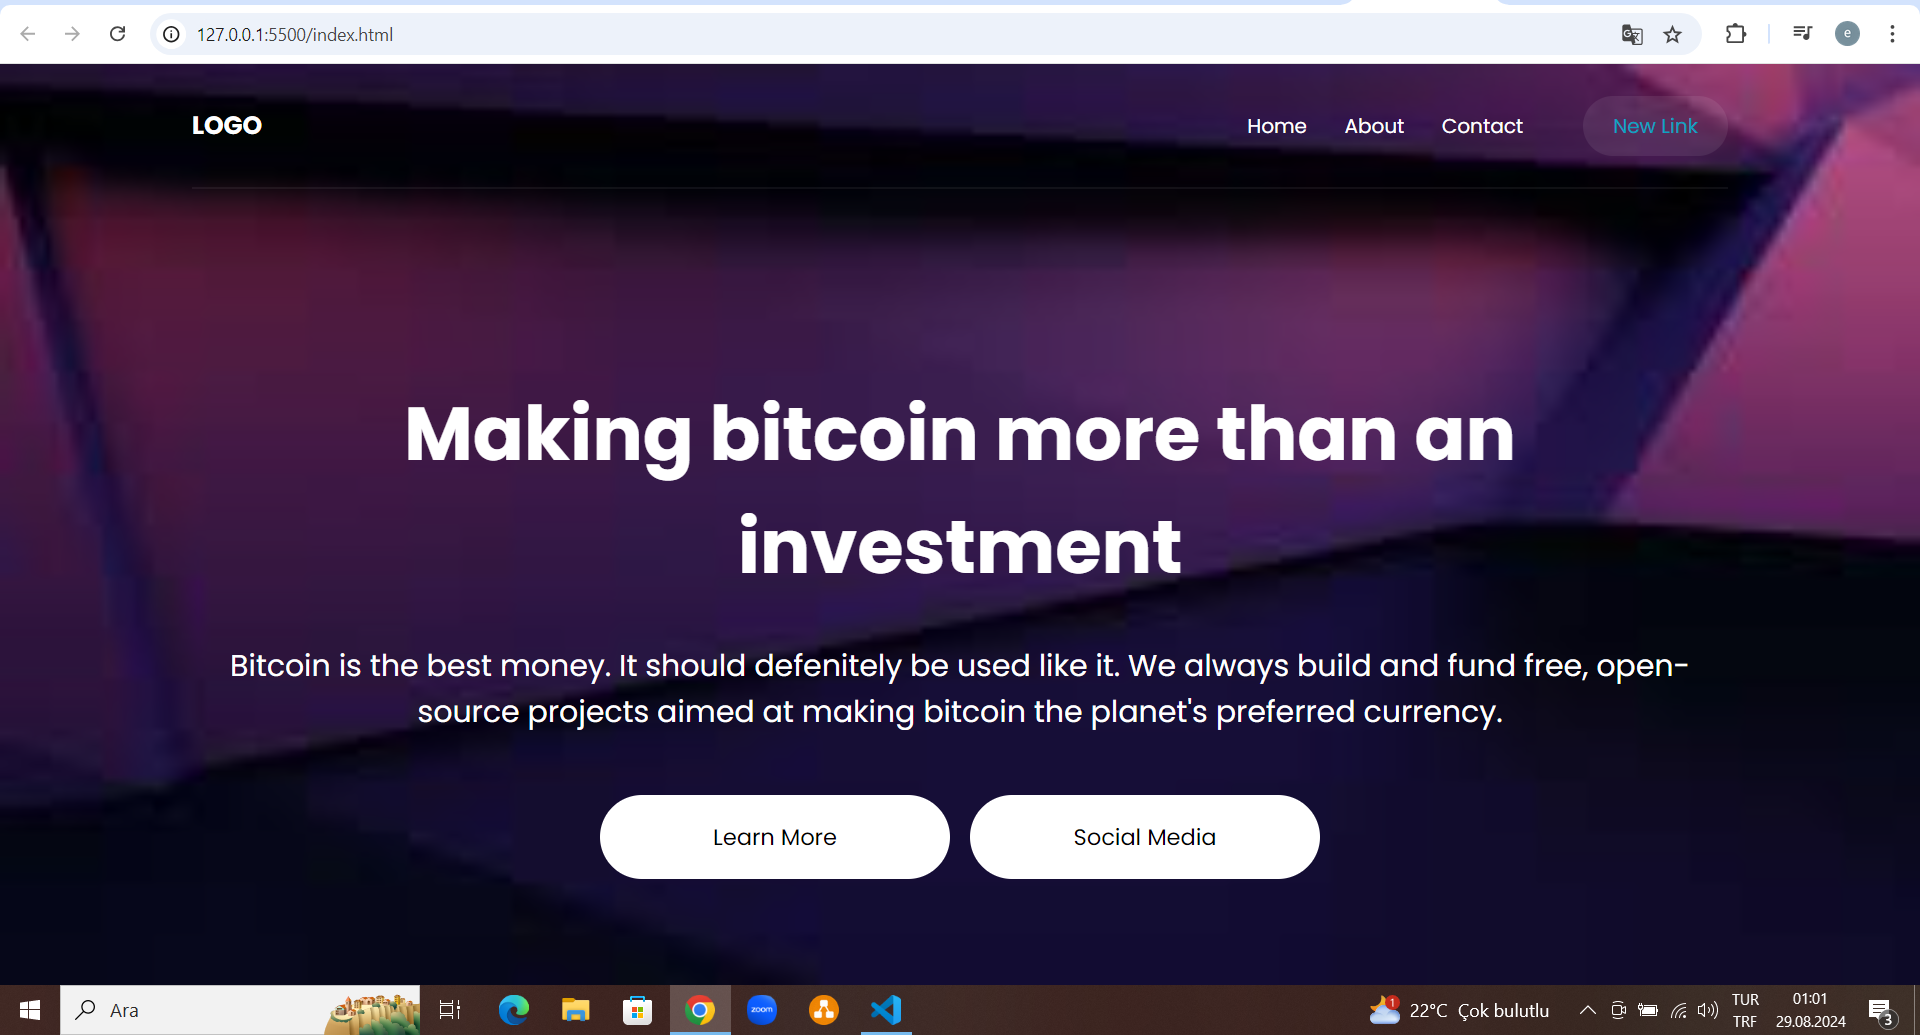 127.0.0.1:5500/index.html
e
LOGO
Home
About
Contact
New Link
Making bitcoin more than an
investment
Bitcoin is the best money. It should defenitely be used like it. We always build and fund free, open-
source projects aimed at making bitcoin the planet's preferred currency.
Learn More
Social Media
Ara
zoom
1
22°C Çok bulutlu
TUR
TRF
01:01
29.08.2024
3